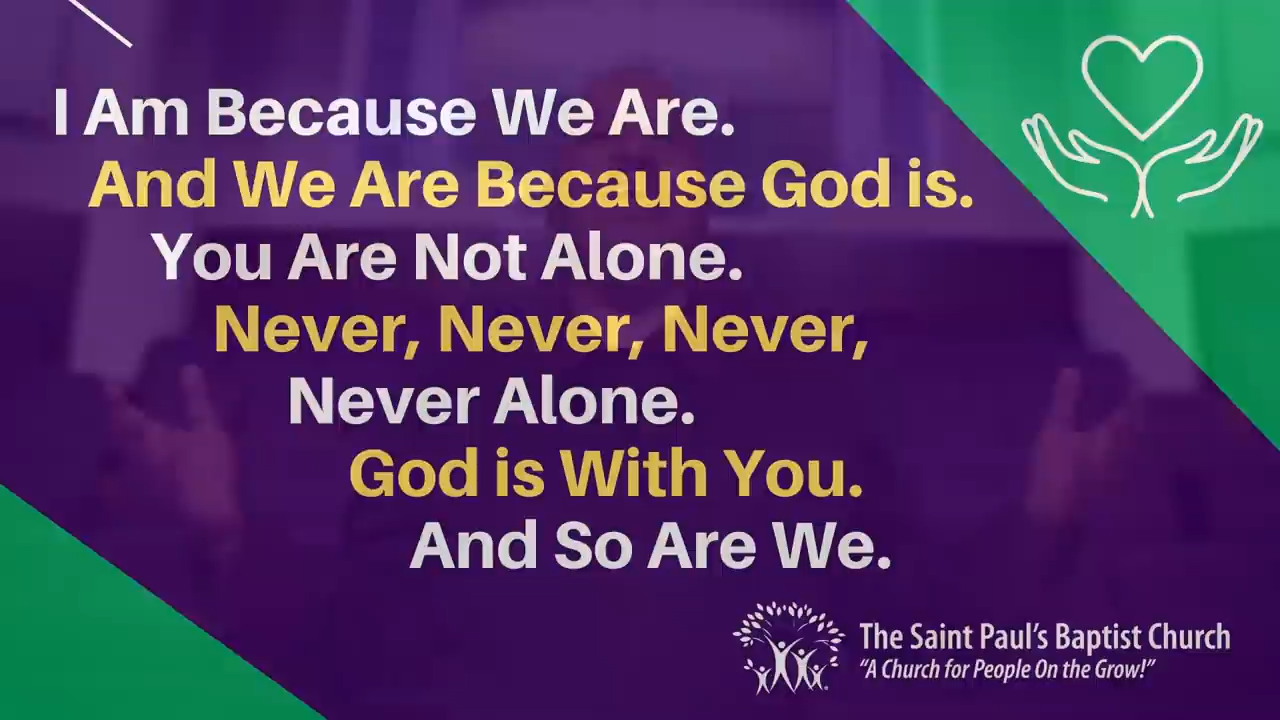 I Am Because We Are.
And We Are Because God is.
You Are Not Alone.
Never, Never, Never,
Never Alone.
God is With You.
And So Are We.
The Saint Paul's Baptist Church
"A Church for People On the Grow!"